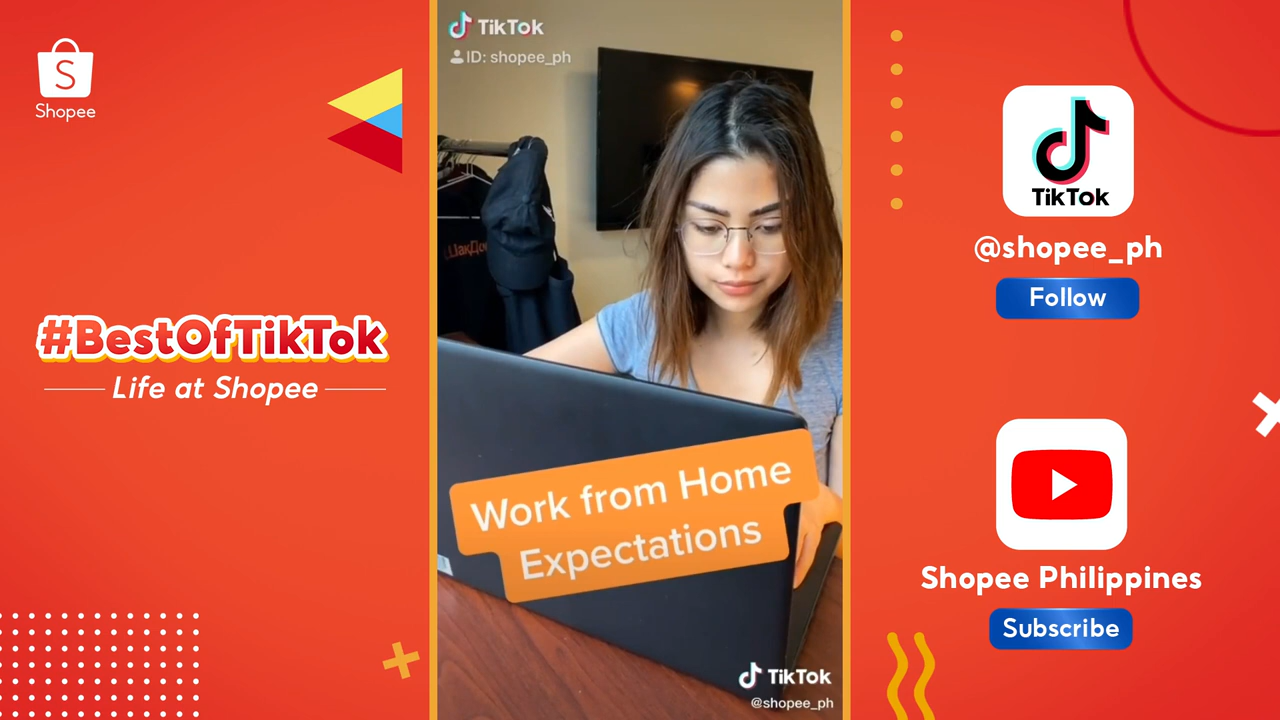 S
Shopee
#BestOfTikTok
Life at Shopee
TikTok
ID: shopee_ph
ШакДо
Work from Home
Expectations
TikTok
@shopee_ph
TikTok
@shopee_ph
Follow
Shopee Philippines
Subscribe